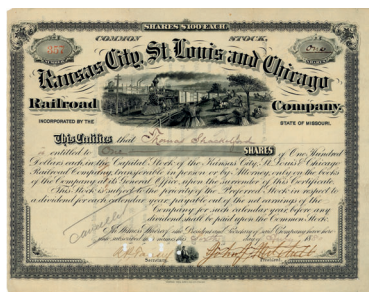 SHARES $100 EACH.
COMMON STOCK.
Kansas City, St. Louis and Chicago
Railroad Company.
INCORPORATED BY THE STATE OF MISSOURI.
This Certifies that
is entitled to SHARES of One Hundred
Dollars each in the Capital Stock of the Kansas City, St. Louis & Chicago
Railroad Company, transferable in person or by Attorney, only on the books
of the Company at its General Office, upon the surrender of this Certificate.
This Stock is subject to the priority of the Preferred Stock in respect to
a dividend for each calendar year, payable out of the net earnings of the
Company for such calendar year, before any
dividend shall be paid upon the Common Stock.
In Witness Whereof
Cancelled
Secretary.